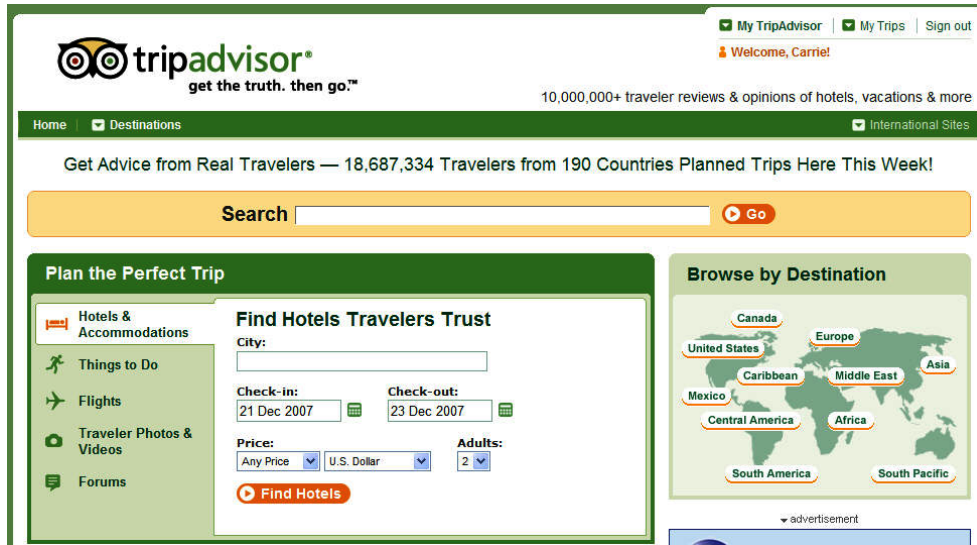 My TripAdvisor My Trips Sign out
Welcome, Carrie!
tripadvisor®
get the truth. then go.™
10,000,000+ traveler reviews & opinions of hotels, vacations & more
Home Destinations International Sites
Get Advice from Real Travelers — 18,687,334 Travelers from 190 Countries Planned Trips Here This Week!
Search Go
Plan the Perfect Trip
Hotels &
Accommodations
Things to Do
Flights
Traveler Photos &
Videos
Forums
Find Hotels Travelers Trust
City:
Check-in: Check-out:
21 Dec 2007 23 Dec 2007
Price: Adults:
Any Price U.S. Dollar 2
Find Hotels
Browse by Destination
Canada
Europe
United States
Asia
Caribbean Middle East
Mexico
Central America Africa
South America South Pacific
advertisement